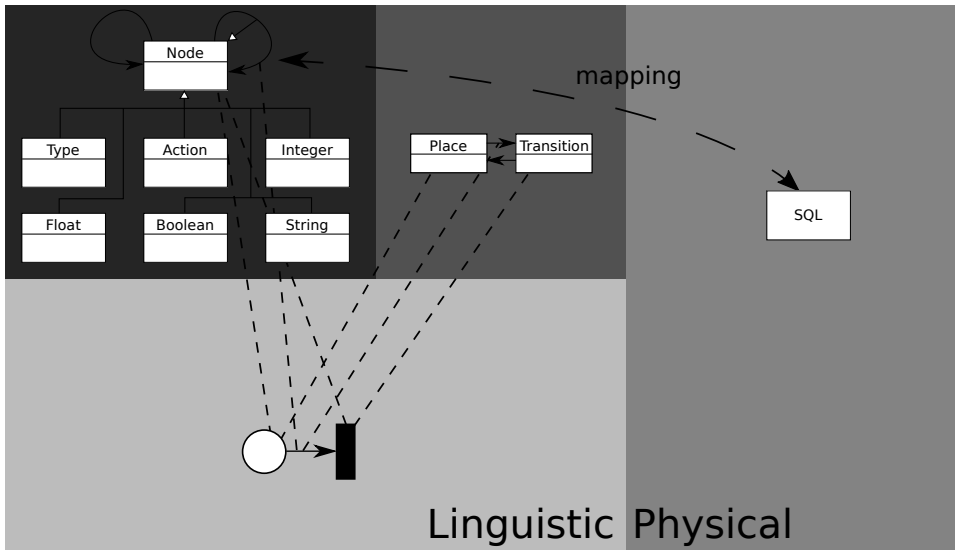 Node
mapping
Type Action Integer
Place Transition
Float Boolean String
SQL
Linguistic Physical